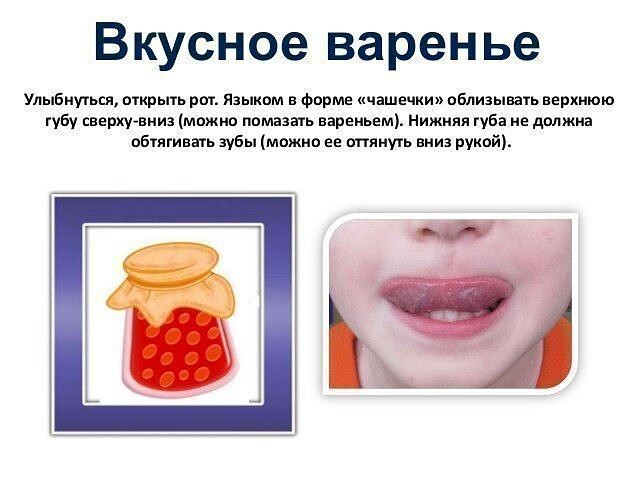 Вкусное варенье
Улыбнуться, открыть рот. Языком в форме «чашечки» облизывать верхнюю
губу сверху-вниз (можно помазать вареньем). Нижняя губа не должна
обтягивать зубы (можно ее оттянуть вниз рукой).